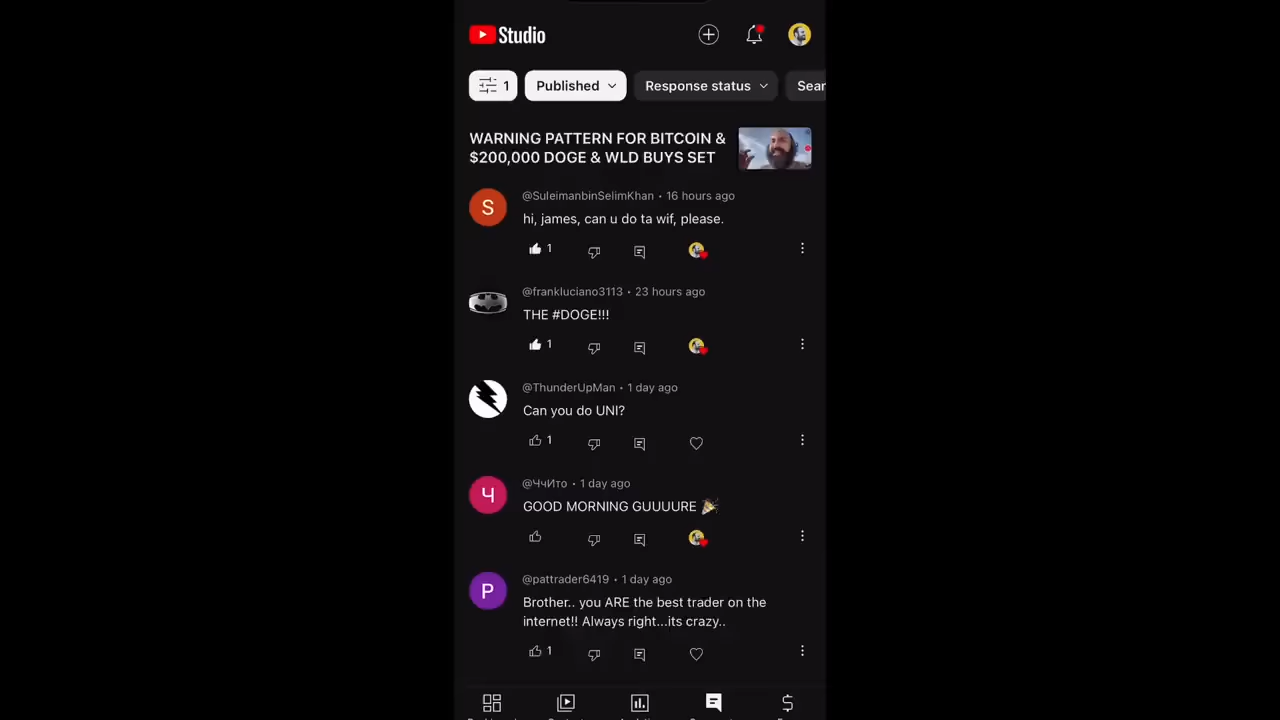 Studio
1
Published
Response status
Sear
WARNING PATTERN FOR BITCOIN &
$200,000 DOGE & WLD BUYS SET
@SuleimanbinSelimKhan • 16 hours ago
S
hi, james, can u do ta wif, please.
1
@frankluciano3113 • 23 hours ago
THE #DOGE!!!
1
@ThunderUpMan • 1 day ago
Can you do UNI?
1
@ЧчИто • 1 day ago
Ч
GOOD MORNING GUUUURE 🎉
@pattrader6419 • 1 day ago
P
Brother.. you ARE the best trader on the
internet!! Always right...its crazy..
1